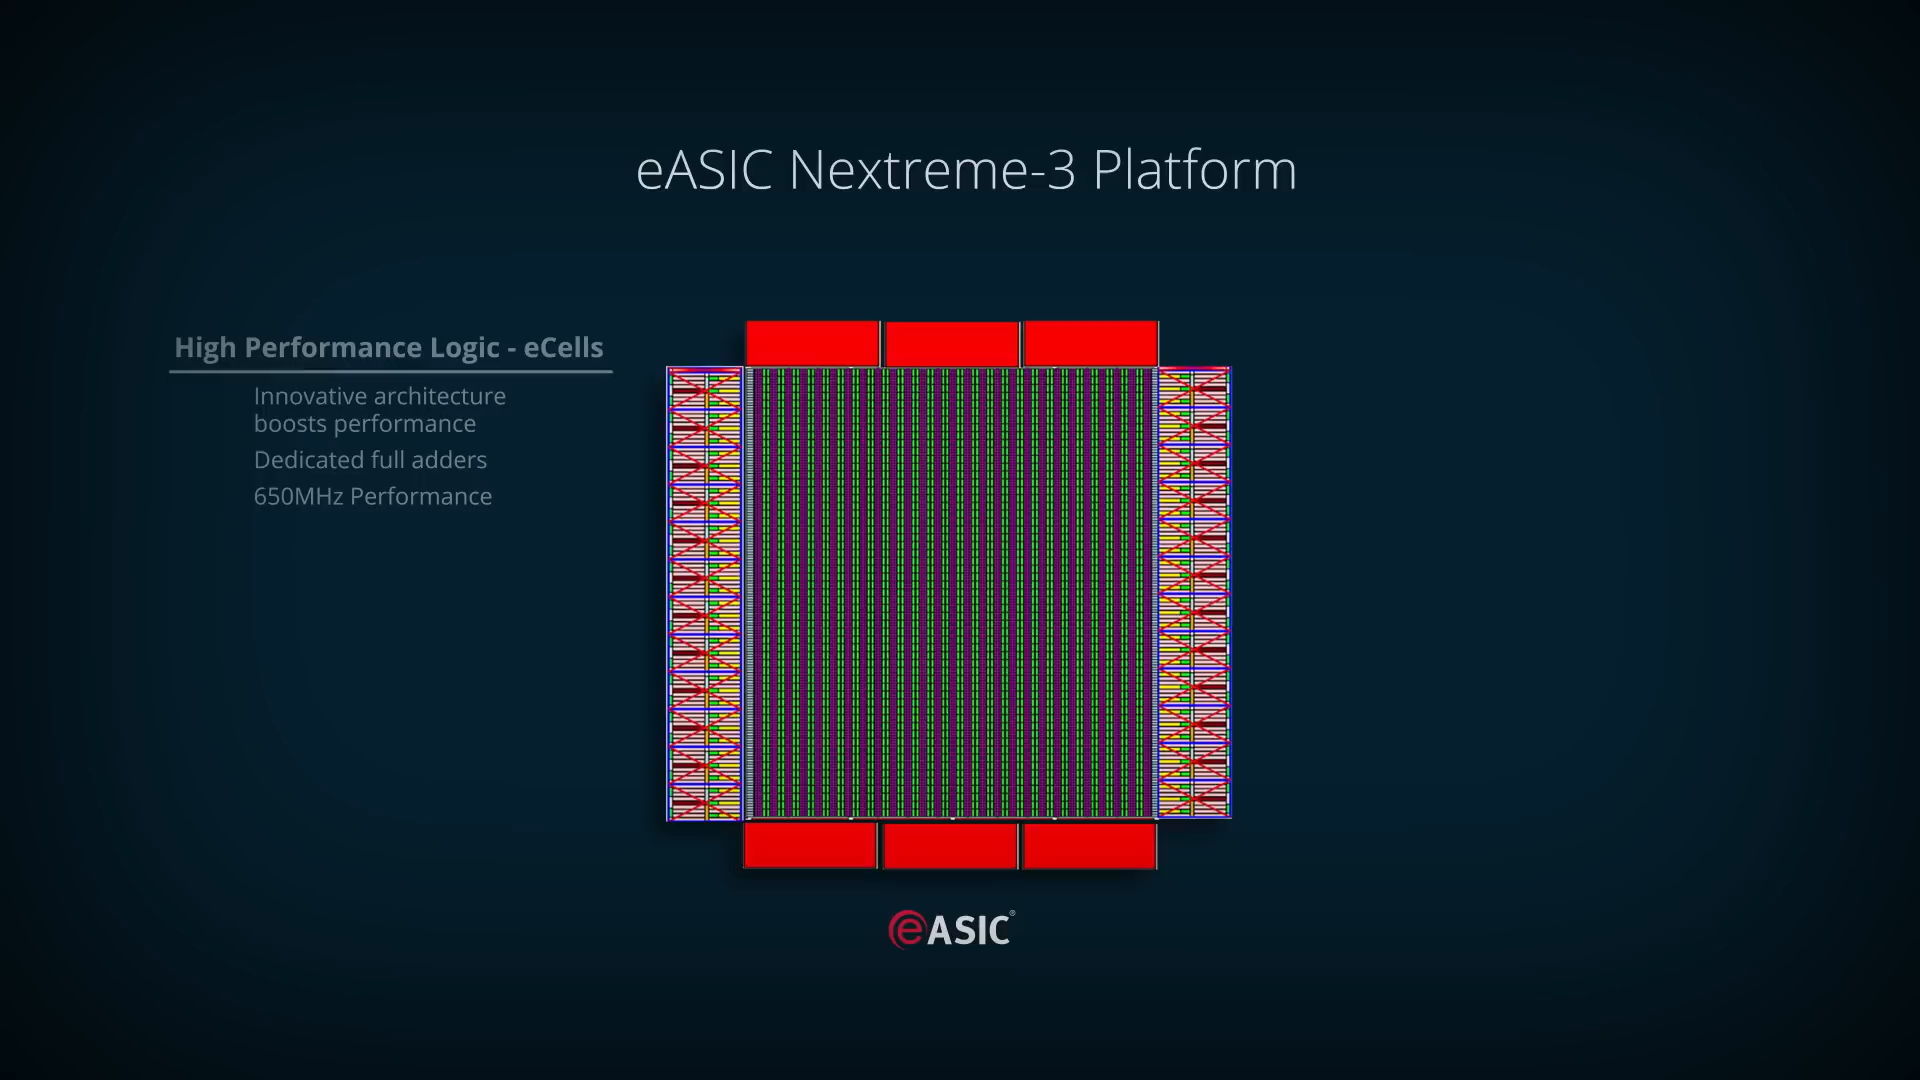 eASIC Nextreme-3 Platform
High Performance Logic - eCells
Innovative architecture
boosts performance
Dedicated full adders
650MHz Performance
eASIC®